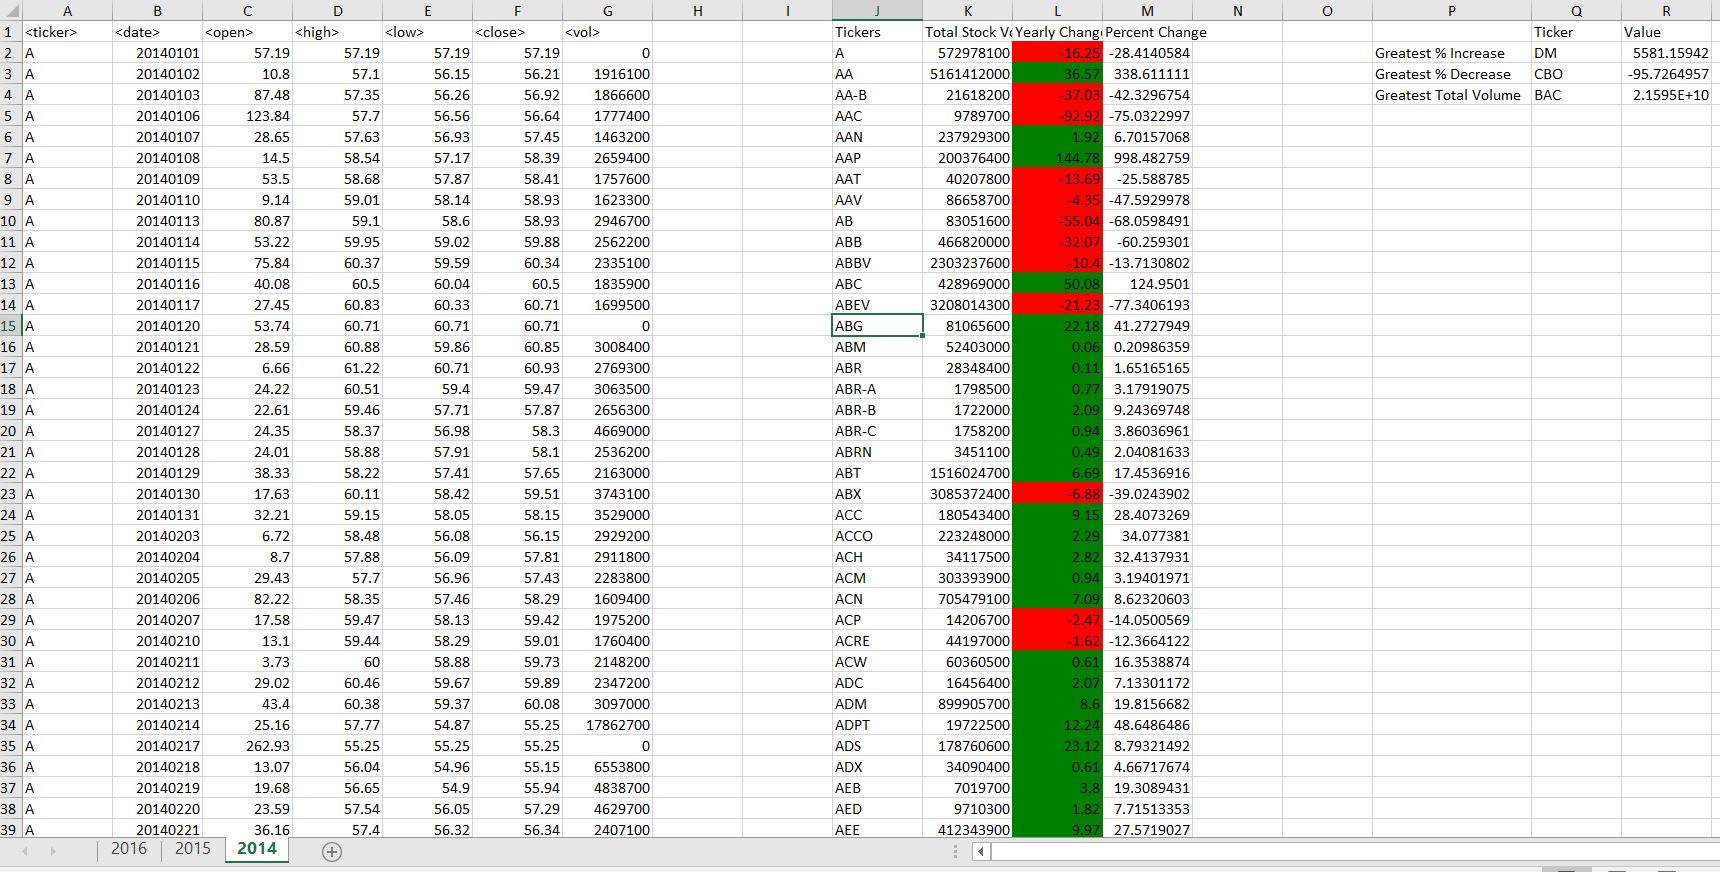 A B C D E F G H I J K L M N O P Q R
1 <ticker> <date> <open> <high> <low> <close> <vol> Tickers Total Stock Vo Yearly Chang Percent Change Ticker Value
2 A 20140101 57.19 57.19 57.19 57.19 0 A 572978100 -16.25 -28.4140584 Greatest % Increase DM 5581.15942
3 A 20140102 10.8 57.1 56.15 56.21 1916100 AA 5161412000 36.57 338.611111 Greatest % Decrease CBO -95.7264957
4 A 20140103 87.48 57.35 56.26 56.92 1866600 AA-B 21618200 -37.03 -42.3296754 Greatest Total Volume BAC 2.1595E+10
5 A 20140106 123.84 57.7 56.56 56.64 1777400 AAC 9789700 -92.92 -75.0322997
6 A 20140107 28.65 57.63 56.93 57.45 1463200 AAN 237929300 1.92 6.70157068
7 A 20140108 14.5 58.54 57.17 58.39 2659400 AAP 200376400 144.78 998.482759
8 A 20140109 53.5 58.68 57.87 58.41 1757600 AAT 40207800 -13.69 -25.588785
9 A 20140110 9.14 59.01 58.14 58.93 1623300 AAV 86658700 -4.35 -47.5929978
10 A 20140113 80.87 59.1 58.6 58.93 2946700 AB 83051600 -55.04 -68.0598491
11 A 20140114 53.22 59.95 59.02 59.88 2562200 ABB 466820000 -32.07 -60.259301
12 A 20140115 75.84 60.37 59.59 60.34 2335100 ABBV 2303237600 -10.4 -13.7130802
13 A 20140116 40.08 60.5 60.04 60.5 1835900 ABC 428969000 50.08 124.9501
14 A 20140117 27.45 60.83 60.33 60.71 1699500 ABEV 3208014300 -21.23 -77.3406193
15 A 20140120 53.74 60.71 60.71 60.71 0 ABG 81065600 22.18 41.2727949
16 A 20140121 28.59 60.88 59.86 60.85 3008400 ABM 52403000 0.06 0.20986359
17 A 20140122 6.66 61.22 60.71 60.93 2769300 ABR 28348400 0.11 1.65165165
18 A 20140123 24.22 60.51 59.4 59.47 3063500 ABR-A 1798500 0.77 3.17919075
19 A 20140124 22.61 59.46 57.71 57.87 2656300 ABR-B 1722000 2.09 9.24369748
20 A 20140127 24.35 58.37 56.98 58.3 4669000 ABR-C 1758200 0.94 3.86036961
21 A 20140128 24.01 58.88 57.91 58.1 2536200 ABRN 3451100 0.49 2.04081633
22 A 20140129 38.33 58.22 57.41 57.65 2163000 ABT 1516024700 6.69 17.4536916
23 A 20140130 17.63 60.11 58.42 59.51 3743100 ABX 3085372400 -6.88 -39.0243902
24 A 20140131 32.21 59.15 58.05 58.15 3529000 ACC 180543400 9.15 28.4073269
25 A 20140203 6.72 58.48 56.08 56.15 2929200 ACCO 223248000 2.29 34.077381
26 A 20140204 8.7 57.88 56.09 57.81 2911800 ACH 34117500 2.82 32.4137931
27 A 20140205 29.43 57.7 56.96 57.43 2283800 ACM 303393900 0.94 3.19401971
28 A 20140206 82.22 58.35 57.46 58.29 1609400 ACN 705479100 7.09 8.62320603
29 A 20140207 17.58 59.47 58.13 59.42 1975200 ACP 14206700 -2.47 -14.0500569
30 A 20140210 13.1 59.44 58.29 59.01 1760400 ACRE 44197000 -1.62 -12.3664122
31 A 20140211 3.73 60 58.88 59.73 2148200 ACW 60360500 0.61 16.3538874
32 A 20140212 29.02 60.46 59.67 59.89 2347200 ADC 16456400 2.07 7.13301172
33 A 20140213 43.4 60.38 59.37 60.08 3097000 ADM 899905700 8.6 19.8156682
34 A 20140214 25.16 57.77 54.87 55.25 17862700 ADPT 19722500 12.24 48.6486486
35 A 20140217 262.93 55.25 55.25 55.25 0 ADS 178760600 23.12 8.79321492
36 A 20140218 13.07 56.04 54.96 55.15 6553800 ADX 34090400 0.61 4.66717674
37 A 20140219 19.68 56.65 54.9 55.94 4838700 AEB 7019700 3.8 19.3089431
38 A 20140220 23.59 57.54 56.05 57.29 4629700 AED 9710300 1.82 7.71513353
39 A 20140221 36.16 57.4 56.32 56.34 2407100 AEE 412343900 9.97 27.5719027
2016 2015 2014